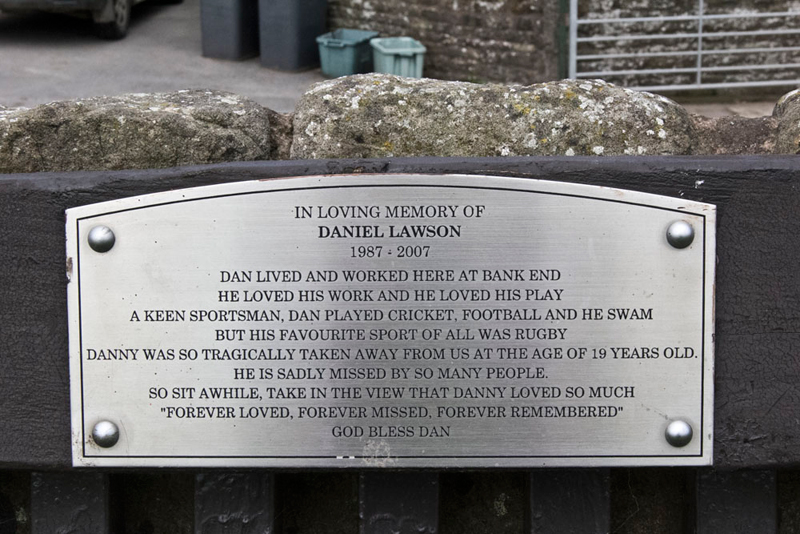 IN LOVING MEMORY OF
DANIEL LAWSON
1987 - 2007
DAN LIVED AND WORKED HERE AT BANK END
HE LOVED HIS WORK AND HE LOVED HIS PLAY
A KEEN SPORTSMAN, DAN PLAYED CRICKET, FOOTBALL AND HE SWAM
BUT HIS FAVOURITE SPORT OF ALL WAS RUGBY
DANNY WAS SO TRAGICALLY TAKEN AWAY FROM US AT THE AGE OF 19 YEARS OLD.
HE IS SADLY MISSED BY SO MANY PEOPLE.
SO SIT AWHILE, TAKE IN THE VIEW THAT DANNY LOVED SO MUCH
"FOREVER LOVED, FOREVER MISSED, FOREVER REMEMBERED"
GOD BLESS DAN